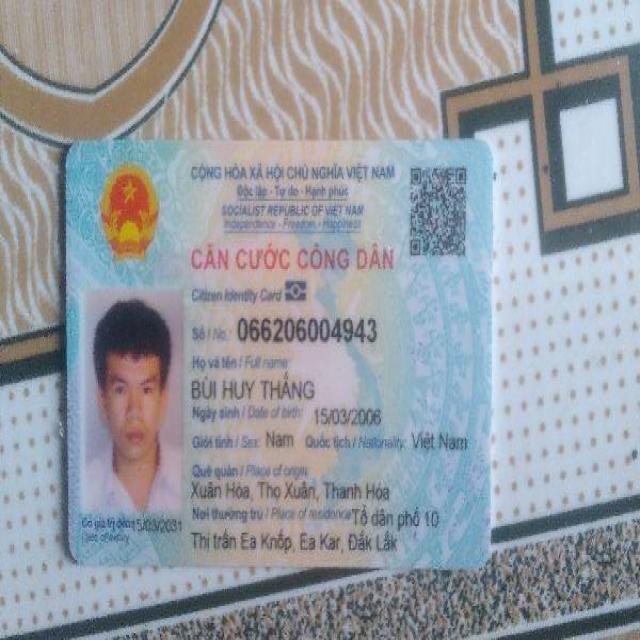 CỘNG HÒA XÃ HỘI CHỦ NGHĨA VIỆT NAM
Độc lập - Tự do - Hạnh phúc
SOCIALIST REPUBLIC OF VIET NAM
Independence - Freedom - Happiness
CĂN CƯỚC CÔNG DÂN
Citizen Identity Card
Số / No.: 066206004943
Họ và tên / Full name:
BÙI HUY THẮNG
Ngày sinh / Date of birth: 15/03/2006
Giới tính / Sex: Nam Quốc tịch / Nationality: Việt Nam
Quê quán / Place of origin:
Xuân Hòa, Thọ Xuân, Thanh Hóa
Nơi thường trú / Place of residence: Tổ dân phố 10
Thị trấn Ea Knốp, Ea Kar, Đắk Lắk
Có giá trị đến: 15/03/2031
Date of expiry